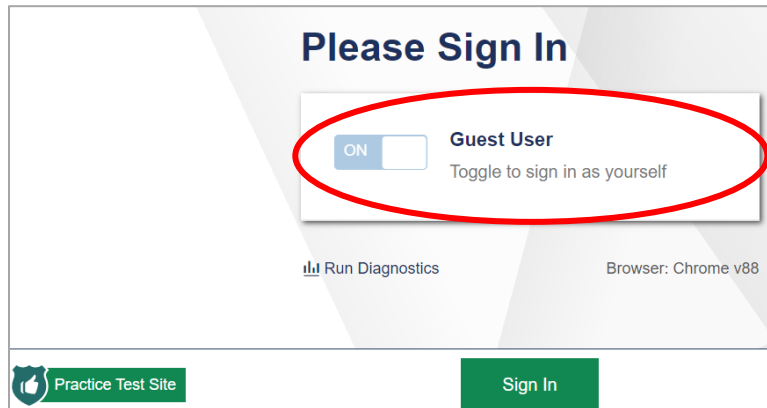 Please Sign In
ON
Guest User
Toggle to sign in as yourself
Run Diagnostics
Browser: Chrome v88
Practice Test Site
Sign In